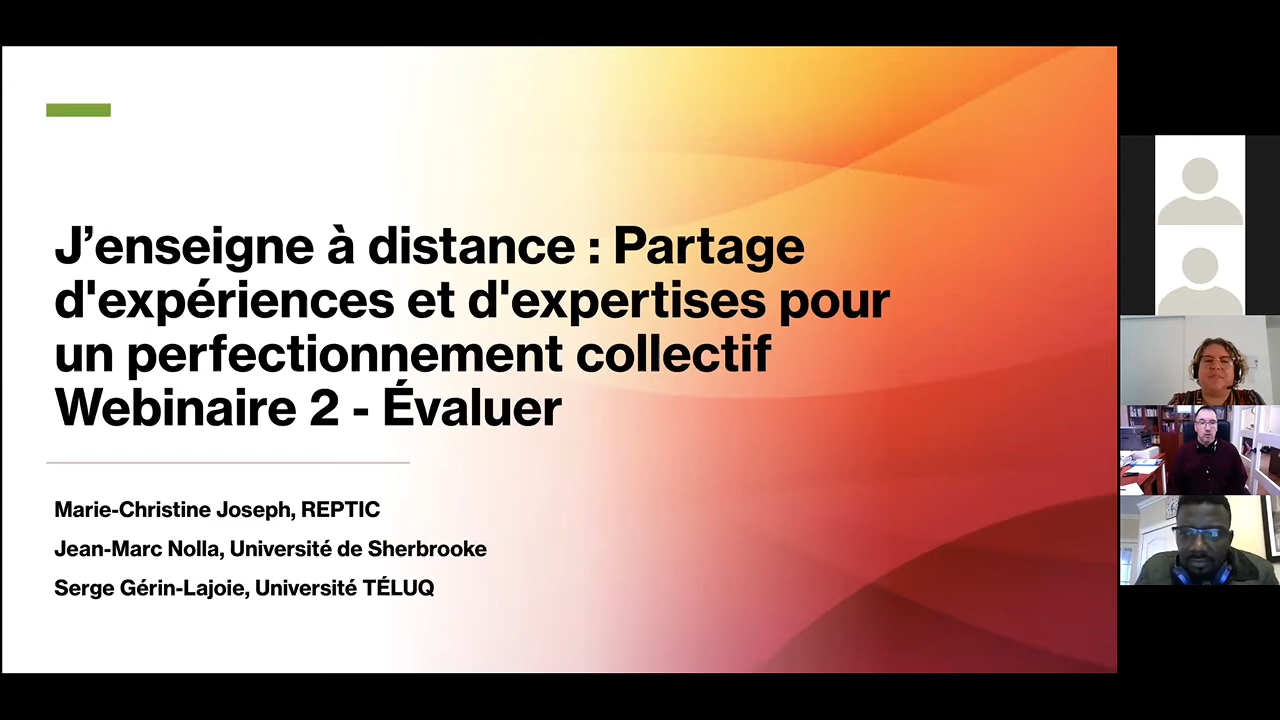 J’enseigne à distance : Partage
d'expériences et d'expertises pour
un perfectionnement collectif
Webinaire 2 - Évaluer
Marie-Christine Joseph, REPTIC
Jean-Marc Nolla, Université de Sherbrooke
Serge Gérin-Lajoie, Université TÉLUQ